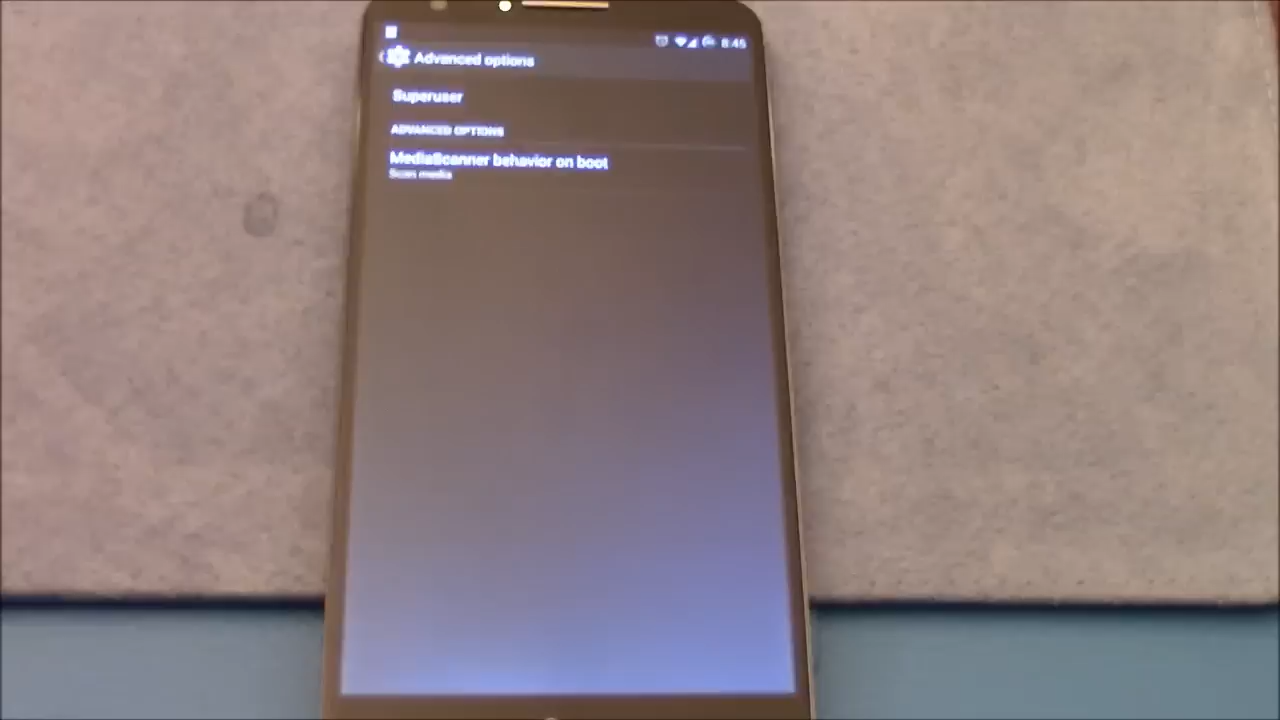 8:45
Advanced options
Superuser
ADVANCED OPTIONS
MediaScanner behavior on boot
Scan media